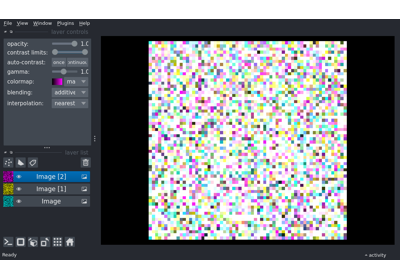 File View Window Plugins Help
layer controls
opacity: 1.0
contrast limits:
auto-contrast: once
gamma: 1.0
colormap: ma
blending: additive
interpolation: nearest
layer list
Image [2]
Image [1]
Image
Ready
activity